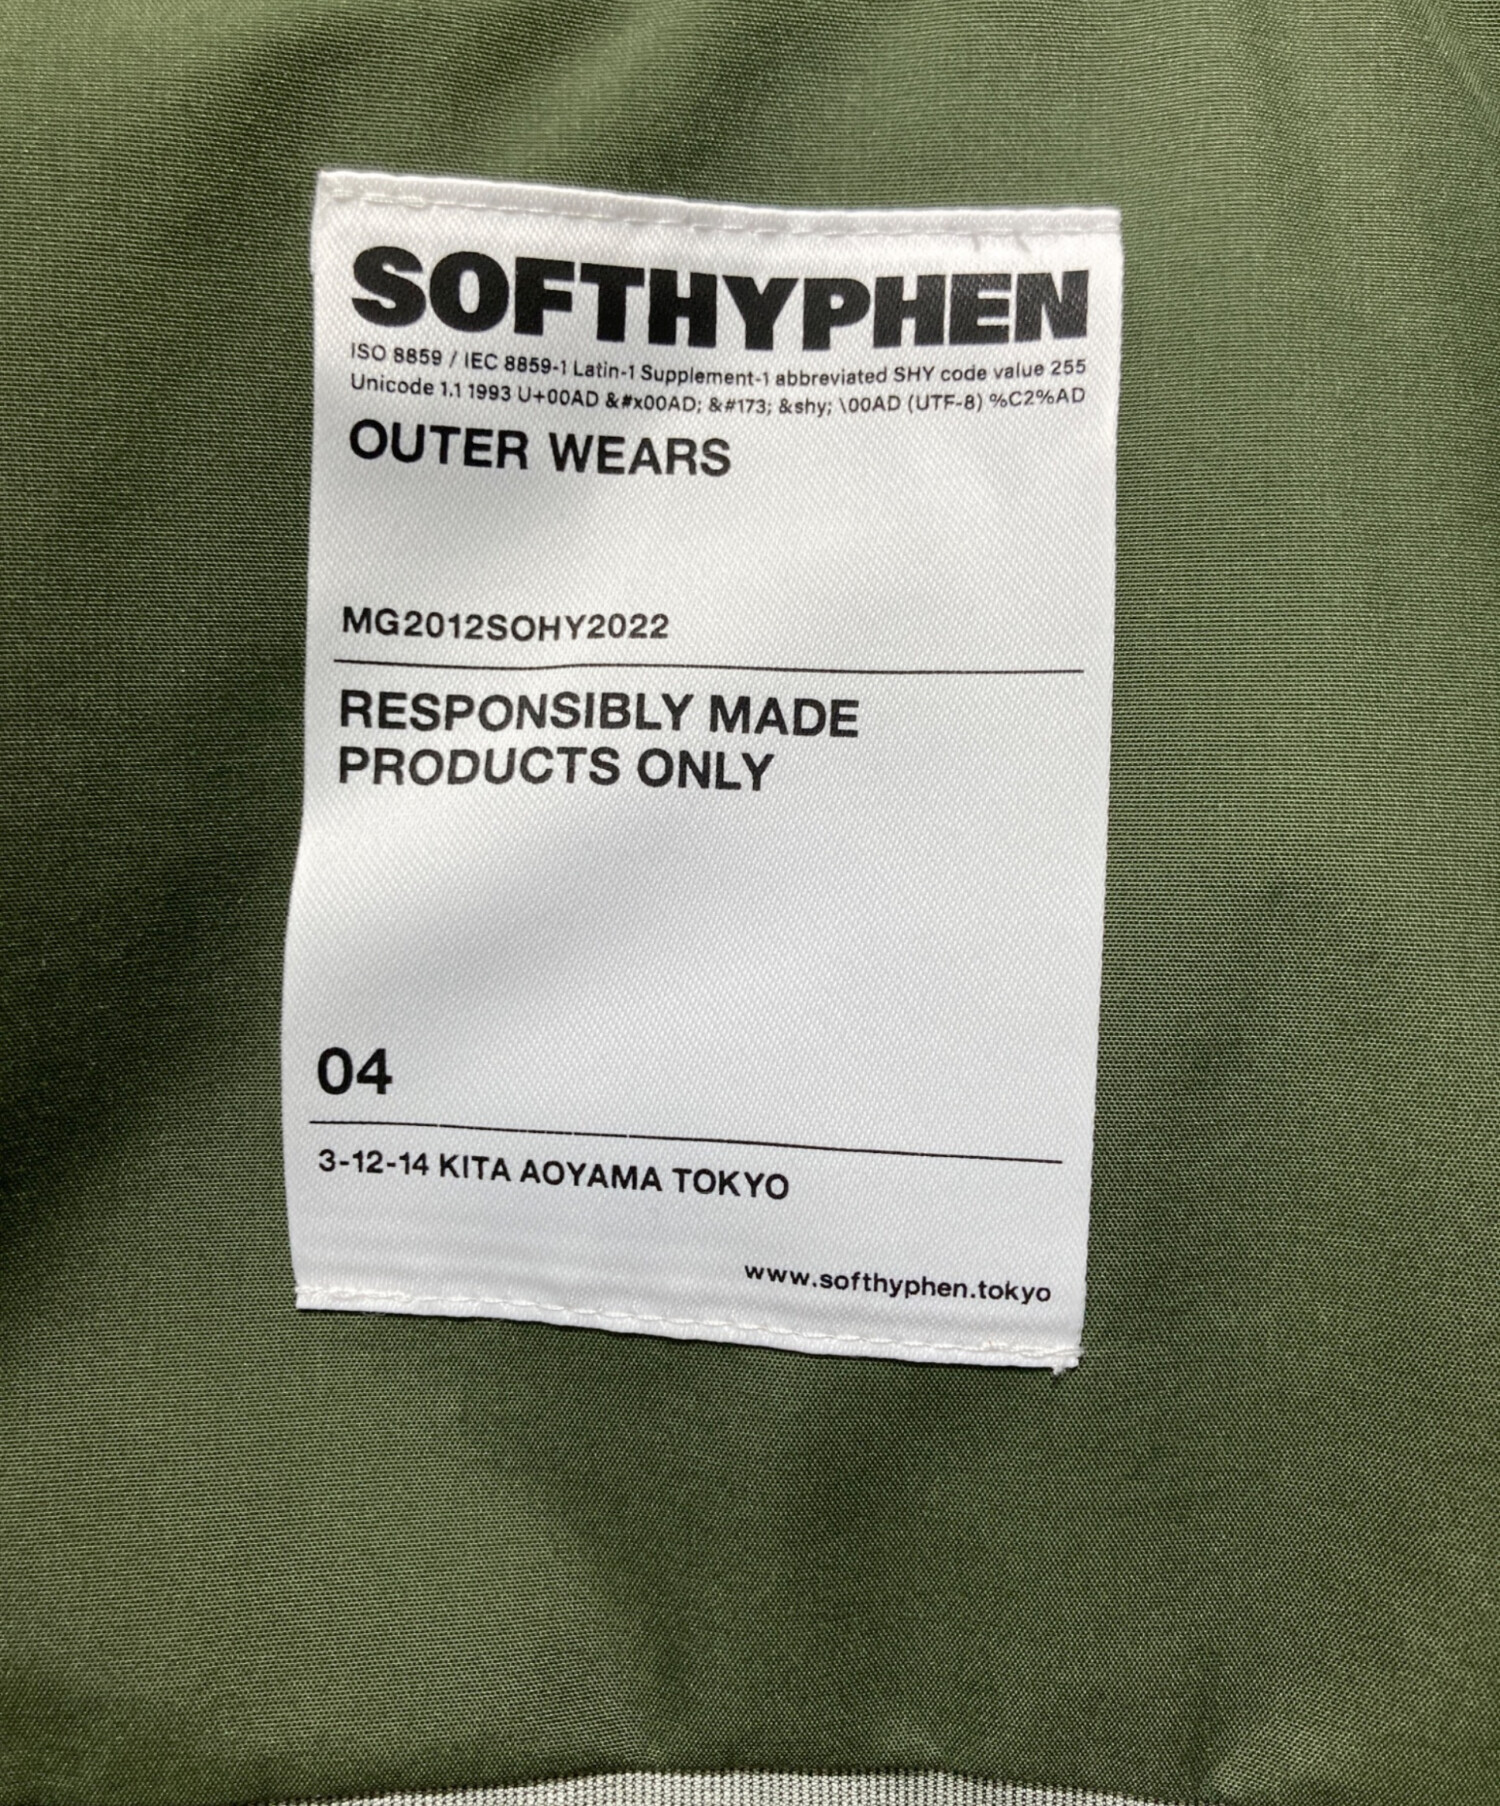 SOFTHYPHEN
ISO 8859 / IEC 8859-1 Latin-1 Supplement-1 abbreviated SHY code value 255
Unicode 1.1 1993 U+00AD &#x00AD; &#173; &shy; \00AD (UTF-8) %C2%AD
OUTER WEARS
MG2012SOHY2022
RESPONSIBLY MADE
PRODUCTS ONLY
04
3-12-14 KITA AOYAMA TOKYO
www.softhyphen.tokyo